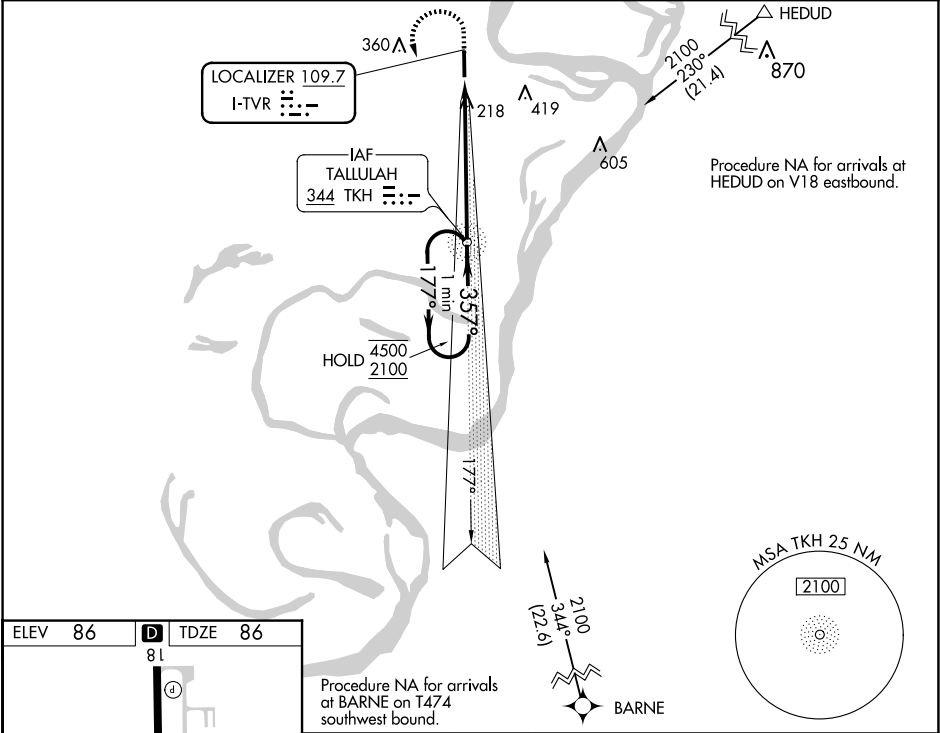 HEDUD
2100
230°
(21.4)
870
360
LOCALIZER 109.7
I-TVR
218
419
605
IAF
TALLULAH
344 TKH
Procedure NA for arrivals at
HEDUD on V18 eastbound.
177°
1 min
357°
HOLD 4500
2100
177°
MSA TKH 25 NM
2100
2100
344°
(22.6)
BARNE
Procedure NA for arrivals
at BARNE on T474
southwest bound.
ELEV 86 D TDZE 86
18
P